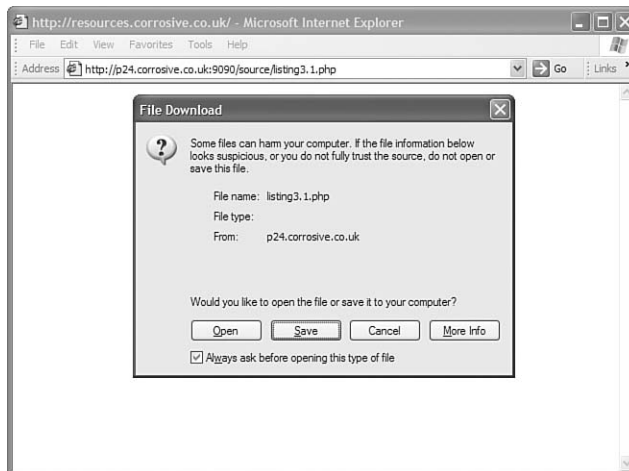 http://resources.corrosive.co.uk/ - Microsoft Internet Explorer
File Edit View Favorites Tools Help
Address http://p24.corrosive.co.uk:9090/source/listing3.1.php Go Links »
File Download
Some files can harm your computer. If the file information below
looks suspicious, or you do not fully trust the source, do not open or
save this file.
File name: listing3.1.php
File type:
From: p24.corrosive.co.uk
Would you like to open the file or save it to your computer?
Open Save Cancel More Info
Always ask before opening this type of file